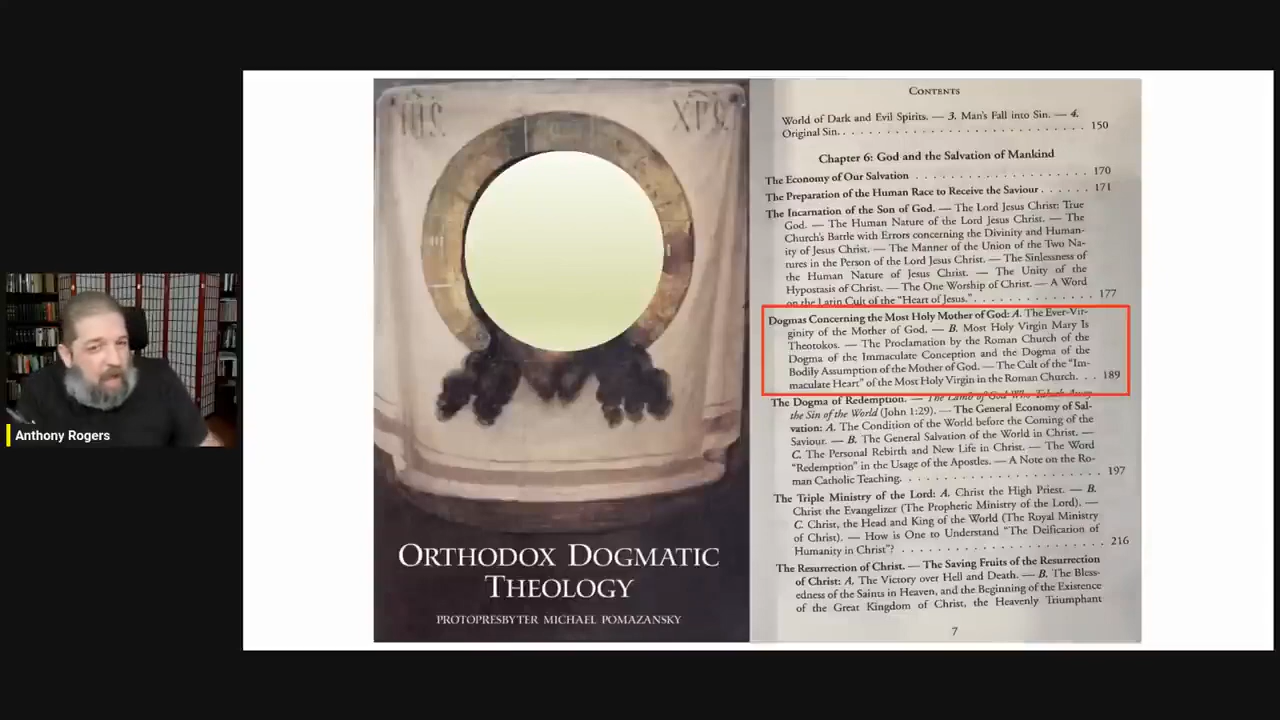 Anthony Rogers
ORTHODOX DOGMATIC
THEOLOGY
PROTOPRESBYTER MICHAEL POMAZANSKY
CONTENTS
World of Dark and Evil Spirits. — 3. Man's Fall into Sin. — 4.
Original Sin. . . . . . . . . . . . . . . . . . . . . . . . . . . . 150
Chapter 6: God and the Salvation of Mankind
The Economy of Our Salvation . . . . . . . . . . . . . . . . . . . 170
The Preparation of the Human Race to Receive the Saviour . . . . . . 171
The Incarnation of the Son of God. — The Lord Jesus Christ: True
God. — The Human Nature of the Lord Jesus Christ. — The
Church's Battle with Errors concerning the Divinity and Human-
ity of Jesus Christ. — The Manner of the Union of the Two Na-
tures in the Person of the Lord Jesus Christ. — The Sinlessness of
the Human Nature of Jesus Christ. — The Unity of the
Hypostasis of Christ. — The One Worship of Christ. — A Word
on the Latin Cult of the “Heart of Jesus.” . . . . . . . . . . . . . 177
Dogmas Concerning the Most Holy Mother of God: A. The Ever-Vir-
ginity of the Mother of God. — B. Most Holy Virgin Mary Is
Theotokos. — The Proclamation by the Roman Church of the
Dogma of the Immaculate Conception and the Dogma of the
Bodily Assumption of the Mother of God. — The Cult of the “Im-
maculate Heart” of the Most Holy Virgin in the Roman Church. . . 189
The Dogma of Redemption. — The Lamb of God Who Taketh Away
the Sin of the World (John 1:29). — The General Economy of Sal-
vation: A. The Condition of the World before the Coming of the
Saviour. — B. The General Salvation of the World in Christ. —
C. The Personal Rebirth and New Life in Christ. — The Word
“Redemption” in the Usage of the Apostles. — A Note on the Ro-
man Catholic Teaching. . . . . . . . . . . . . . . . . . . . . . . 197
The Triple Ministry of the Lord: A. Christ the High Priest. — B.
Christ the Evangelizer (The Prophetic Ministry of the Lord). —
C. Christ, the Head and King of the World (The Royal Ministry
of Christ). — How is One to Understand “The Deification of
Humanity in Christ”? . . . . . . . . . . . . . . . . . . . . . . . 216
The Resurrection of Christ. — The Saving Fruits of the Resurrection
of Christ: A. The Victory over Hell and Death. — B. The Bless-
edness of the Saints in Heaven, and the Beginning of the Existence
of the Great Kingdom of Christ, the Heavenly Triumphant
7